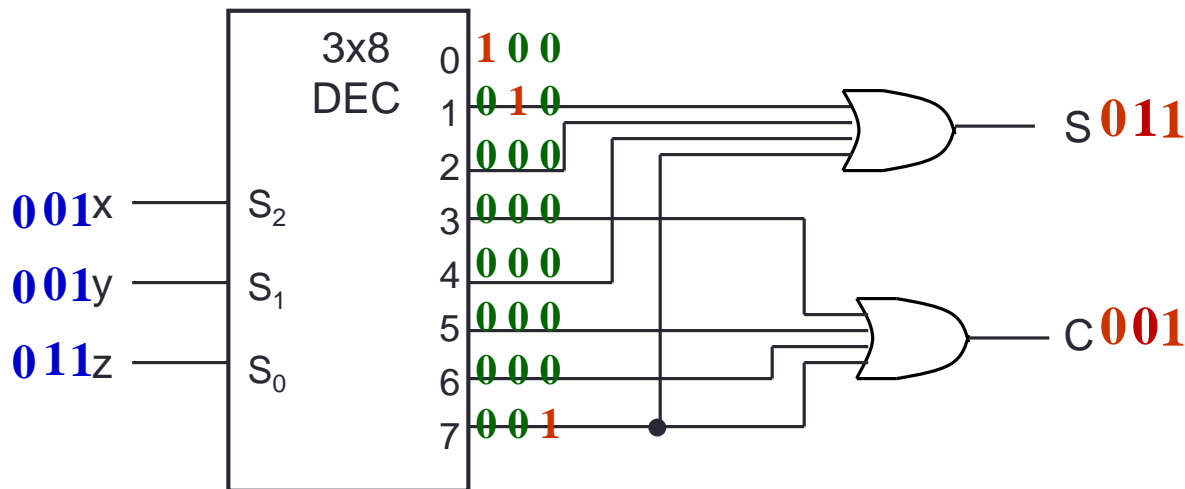 3x8
DEC
0 1 0 0
1 0 1 0
2 0 0 0
3 0 0 0
4 0 0 0
5 0 0 0
6 0 0 0
7 0 0 1
0 0 1 x S₂
0 0 1 y S₁
0 1 1 z S₀
S 0 1 1
C 0 0 1